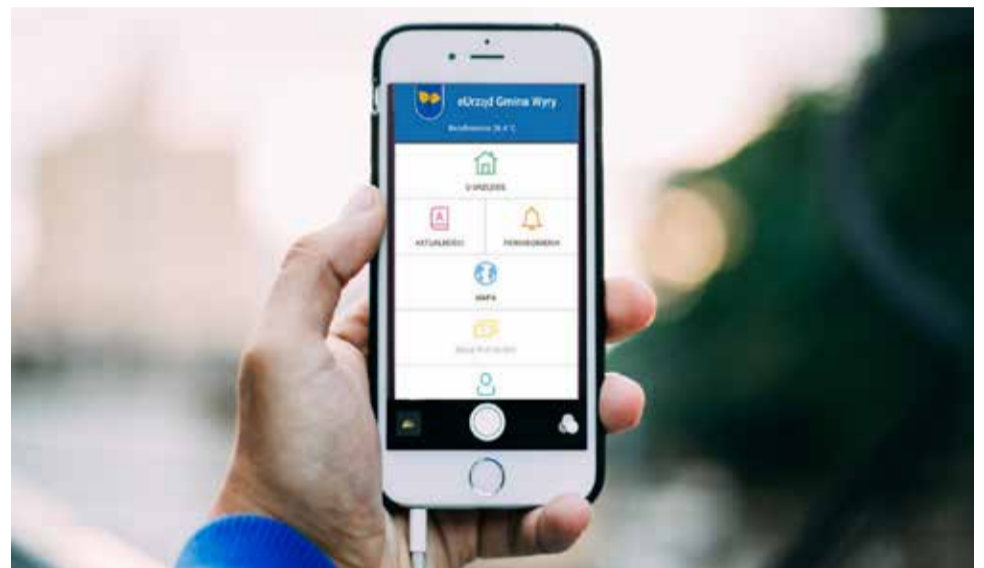 eUrząd Gmina Wyry
O URZĘDZIE
AKTUALNOŚCI
POWIADOMIENIA
MAPA